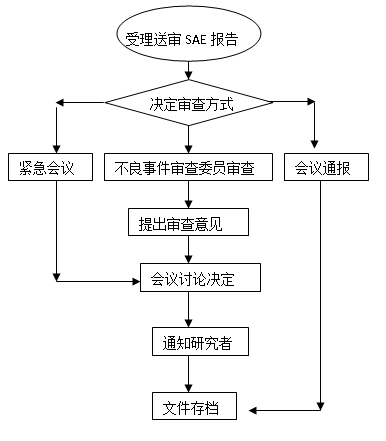 受理送审 SAE 报告
决定审查方式
紧急会议
不良事件审查委员审查
会议通报
提出审查意见
会议讨论决定
通知研究者
文件存档